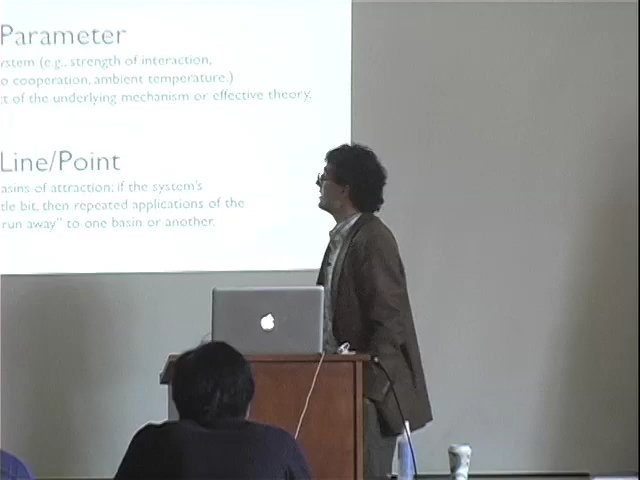 Parameter
rstem (e.g., strength of interaction,
o cooperation, ambient temperature.)
t of the underlying mechanism or effective theory.
Line/Point
asins of attraction; if the system's
tle bit, then repeated applications of the
run away" to one basin or another.